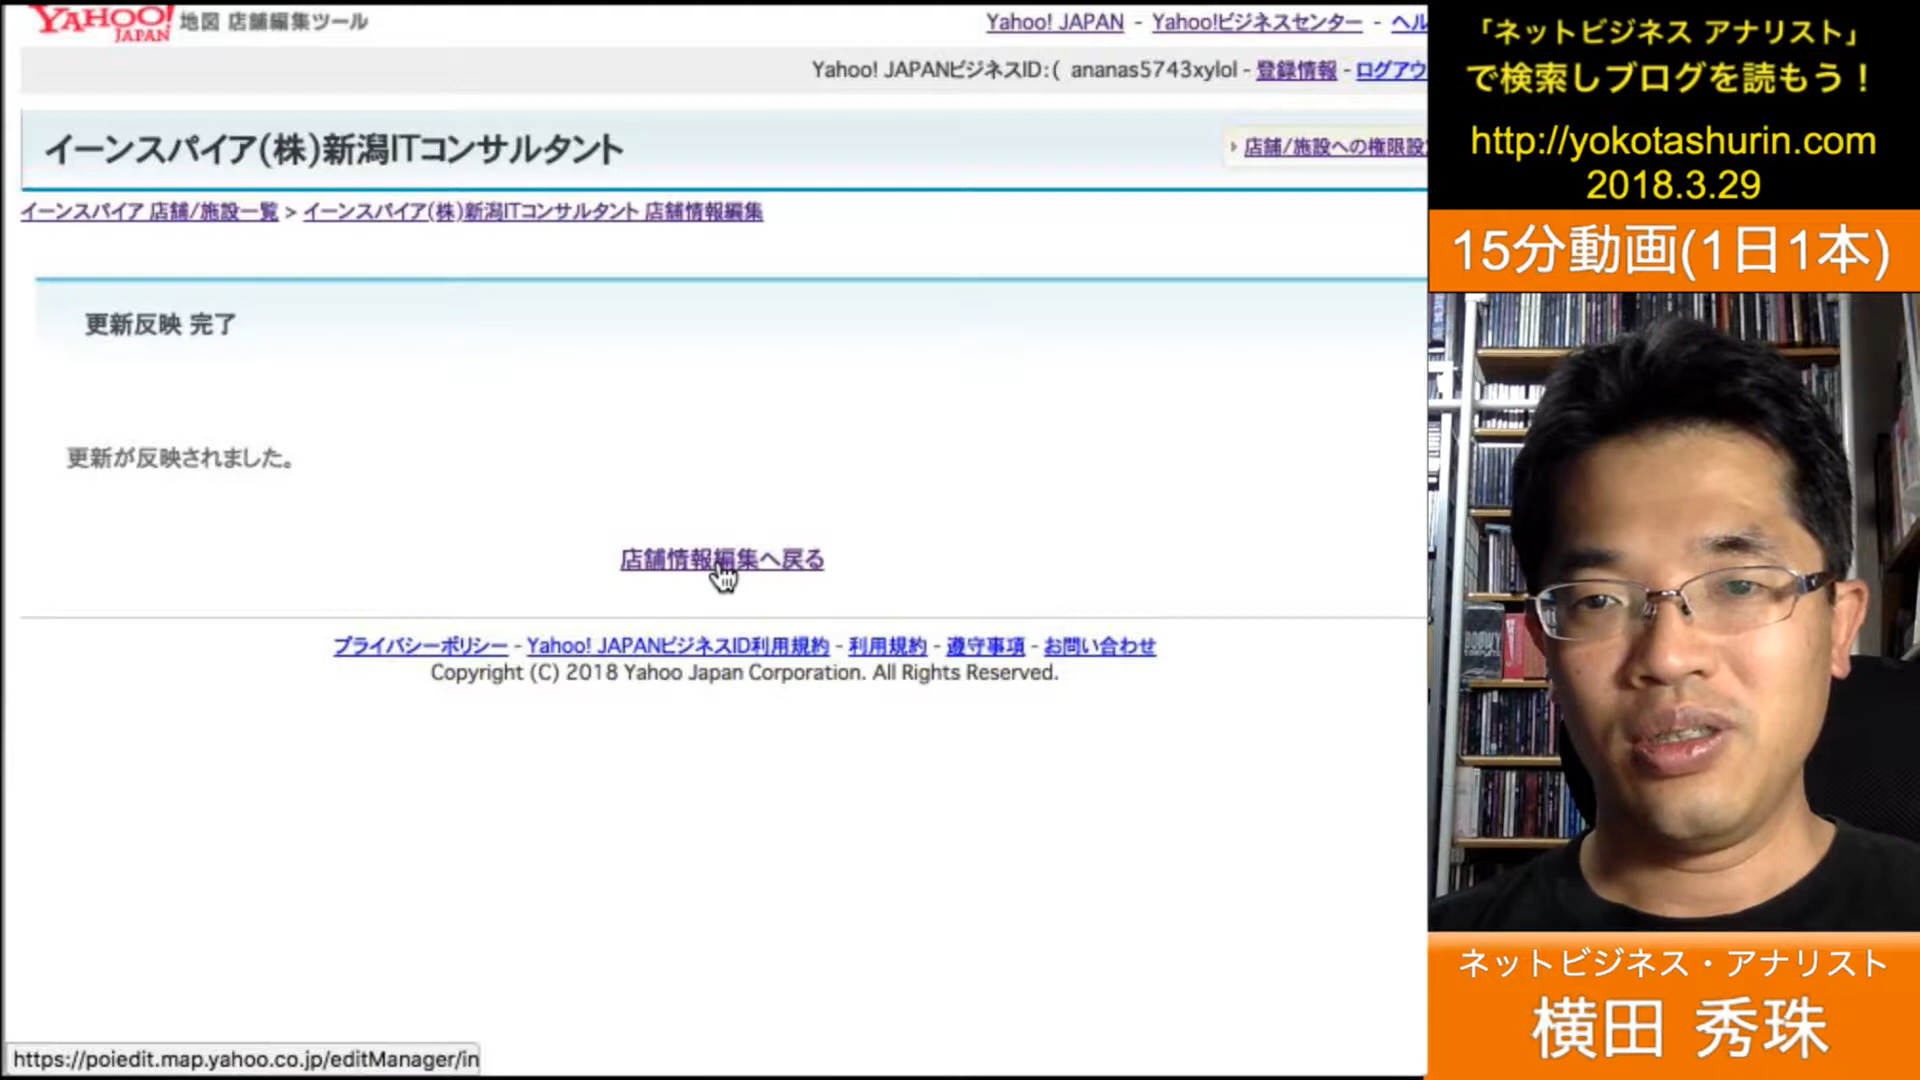 YAHOO! JAPAN 地図 店舗編集ツール
Yahoo! JAPAN - Yahoo!ビジネスセンター - ヘル
Yahoo! JAPANビジネスID:( ananas5743xylol - 登録情報 - ログアウ
イーンスパイア(株)新潟ITコンサルタント
店舗/施設への権限設
イーンスパイア 店舗/施設一覧 > イーンスパイア(株)新潟ITコンサルタント 店舗情報編集
更新反映 完了
更新が反映されました。
店舗情報編集へ戻る
プライバシーポリシー - Yahoo! JAPANビジネスID利用規約 - 利用規約 - 遵守事項 - お問い合わせ
Copyright (C) 2018 Yahoo Japan Corporation. All Rights Reserved.
https://poiedit.map.yahoo.co.jp/editManager/in
「ネットビジネス アナリスト」
で検索しブログを読もう！
http://yokotashurin.com
2018.3.29
15分動画(1日1本)
ネットビジネス・アナリスト
横田 秀珠